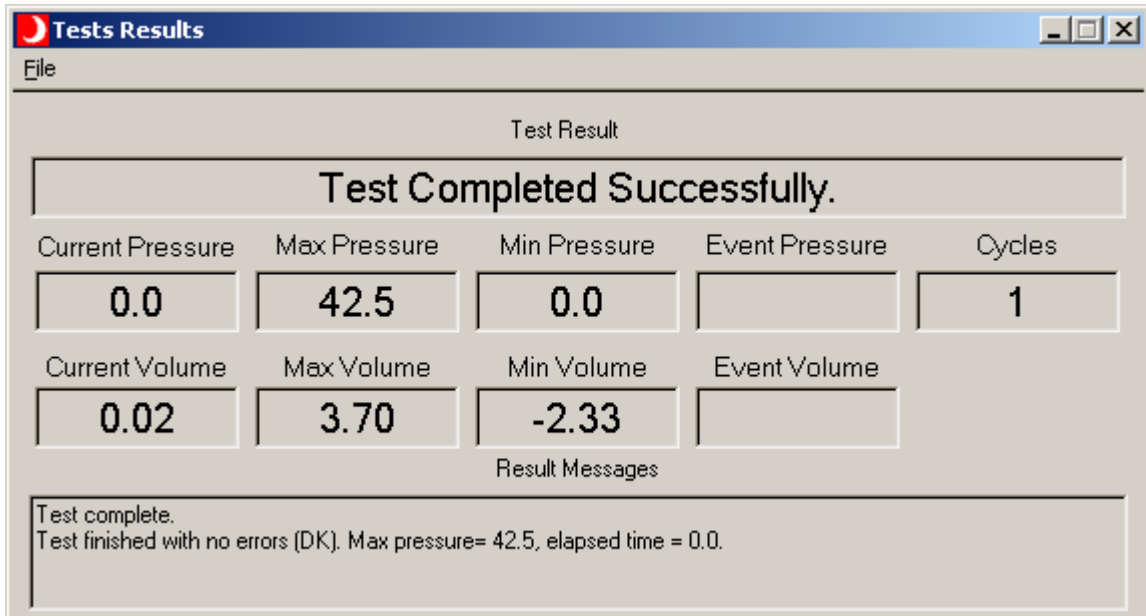 Tests Results
File
Test Result
Test Completed Successfully.
Current Pressure Max Pressure Min Pressure Event Pressure Cycles
0.0 42.5 0.0 1
Current Volume Max Volume Min Volume Event Volume
0.02 3.70 -2.33
Result Messages
Test complete.
Test finished with no errors (DK). Max pressure= 42.5, elapsed time = 0.0.